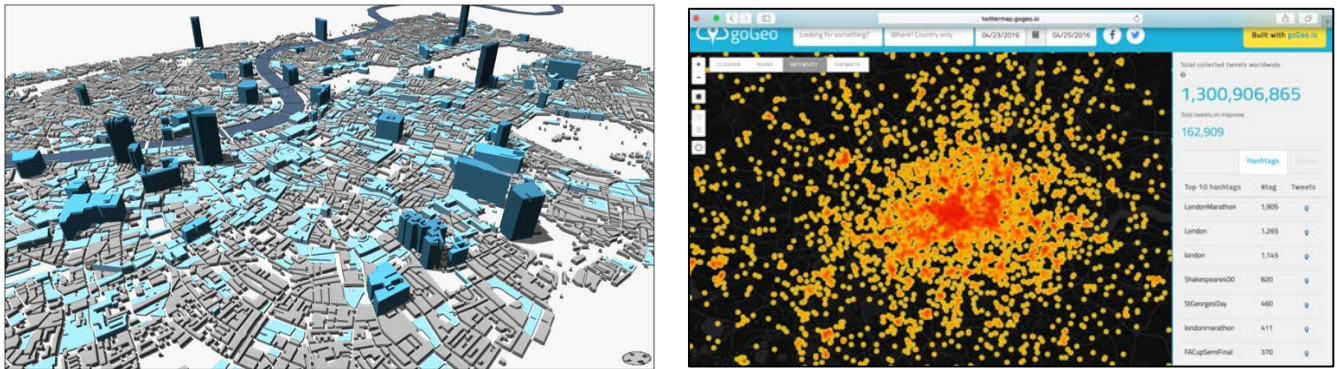 twittermap.gogeo.io
goGeo
Looking for something?
Where? Country only
04/23/2016
04/25/2016
Built with goGeo.io
CLUSTER POINT INTENSITY
Total collected tweets worldwide
1,300,906,865
Total tweets on mapview
162,909
Hashtags
Top 10 hashtags #tag Tweets
LondonMarathon 1,905
London 1,265
london 1,145
Shakespeare400 820
StGeorgesDay 460
londonmarathon 411
FACupSemiFinal 370